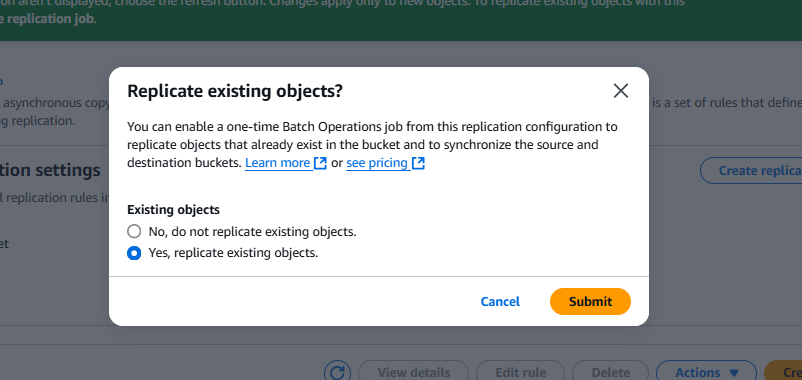 on aren't displayed, choose the refresh button. Changes apply only to new objects. To replicate existing objects with this
e replication job.
Replicate existing objects?
asynchronous copy
is a set of rules that define
g replication.
You can enable a one-time Batch Operations job from this replication configuration to
replicate objects that already exist in the bucket and to synchronize the source and
destination buckets. Learn more or see pricing
tion settings
Create replica
l replication rules in
Existing objects
No, do not replicate existing objects.
et
Yes, replicate existing objects.
Cancel
Submit
View details
Edit rule
Delete
Actions
Cre